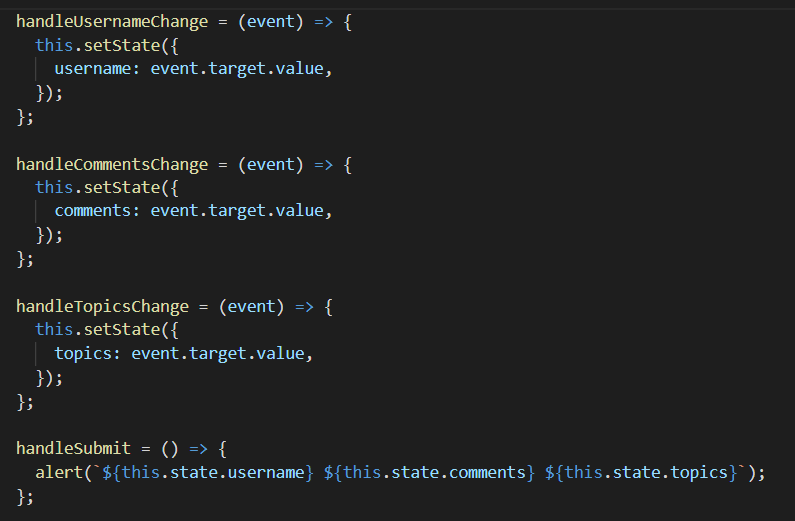 handleUsernameChange = (event) => {
  this.setState({
    username: event.target.value,
  });
};

handleCommentsChange = (event) => {
  this.setState({
    comments: event.target.value,
  });
};

handleTopicsChange = (event) => {
  this.setState({
    topics: event.target.value,
  });
};

handleSubmit = () => {
  alert(`${this.state.username} ${this.state.comments} ${this.state.topics}`);
};